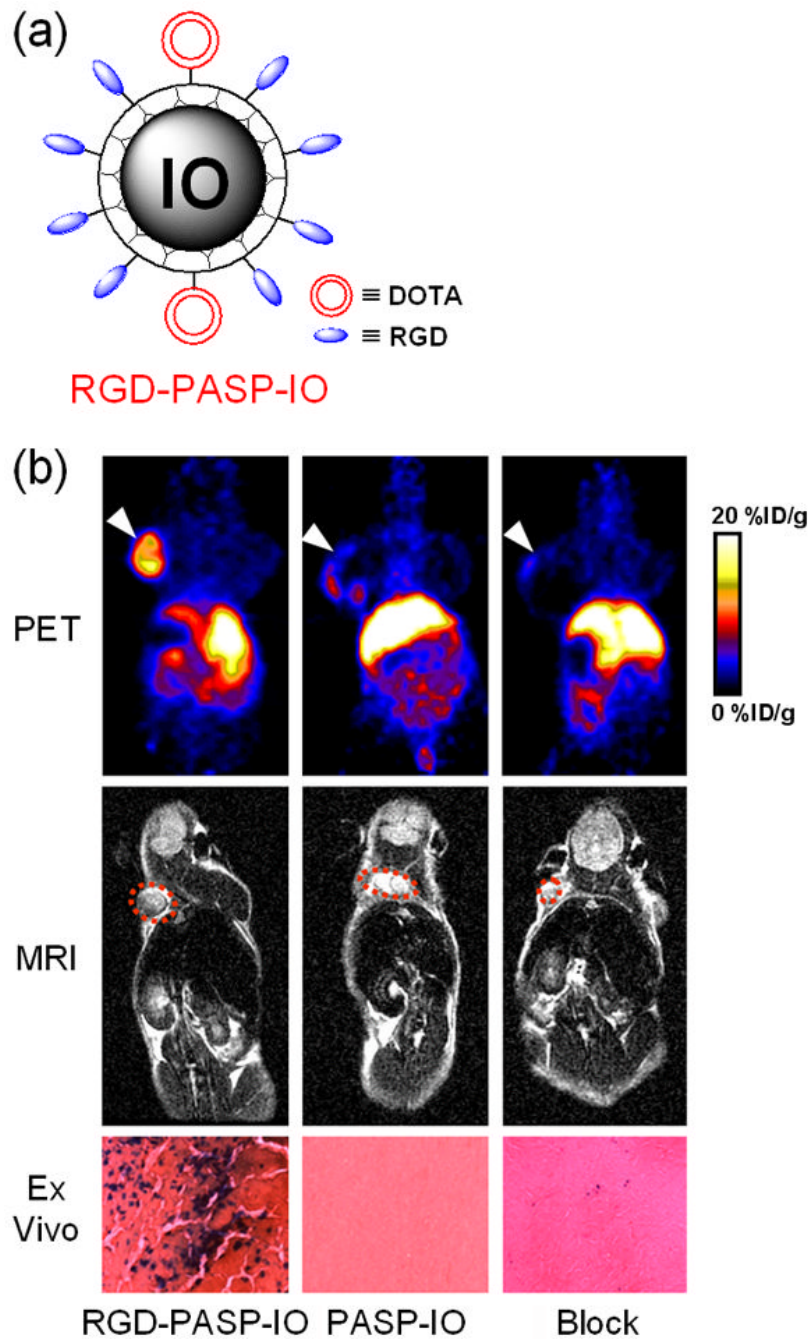 (a)
IO
≡ DOTA
≡ RGD
RGD-PASP-IO
(b)
20 %ID/g
PET
0 %ID/g
MRI
Ex
Vivo
RGD-PASP-IO PASP-IO Block